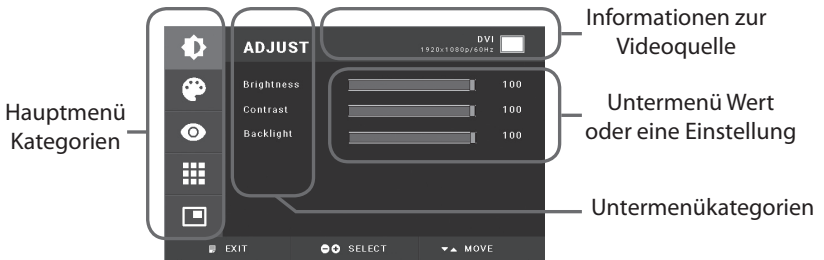 Informationen zur
Videoquelle
ADJUST
DVI
1920x1080p/60Hz
Brightness 100
Contrast 100
Backlight 100
Hauptmenü
Kategorien
Untermenü Wert
oder eine Einstellung
Untermenükategorien
EXIT SELECT MOVE